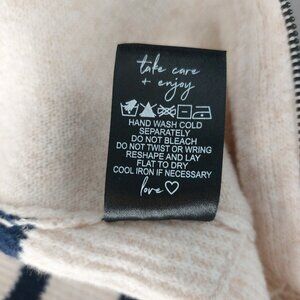 take care
+ enjoy
HAND WASH COLD
SEPARATELY
DO NOT BLEACH
DO NOT TWIST OR WRING
RESHAPE AND LAY
FLAT TO DRY
COOL IRON IF NECESSARY
love ♡